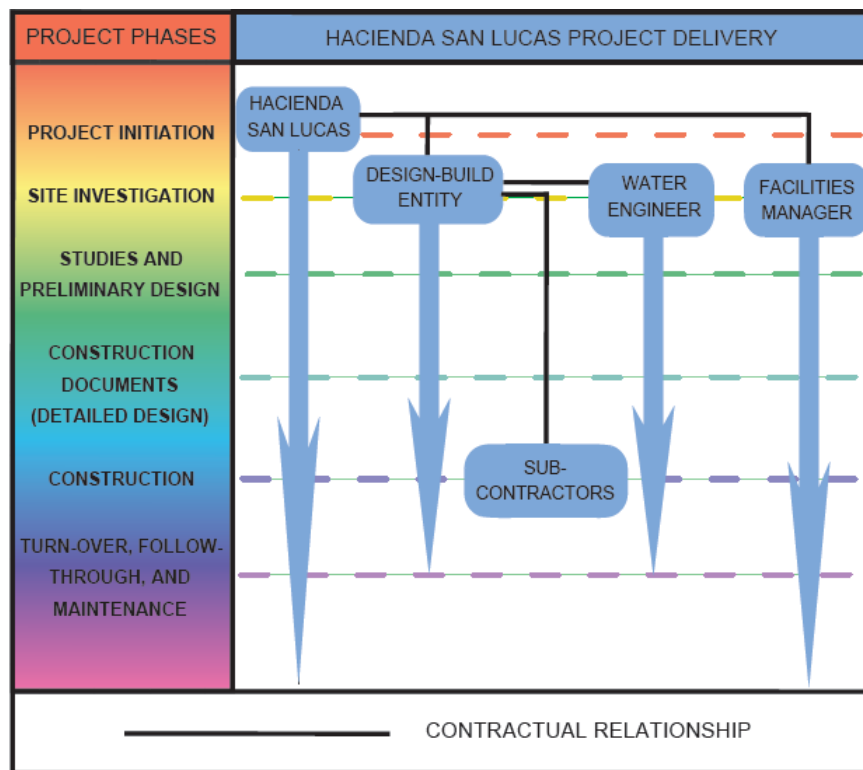 PROJECT PHASES
HACIENDA SAN LUCAS PROJECT DELIVERY
PROJECT INITIATION
SITE INVESTIGATION
STUDIES AND
PRELIMINARY DESIGN
CONSTRUCTION
DOCUMENTS
(DETAILED DESIGN)
CONSTRUCTION
TURN-OVER, FOLLOW-
THROUGH, AND
MAINTENANCE
HACIENDA
SAN LUCAS
DESIGN-BUILD
ENTITY
WATER
ENGINEER
FACILITIES
MANAGER
SUB-
CONTRACTORS
CONTRACTUAL RELATIONSHIP